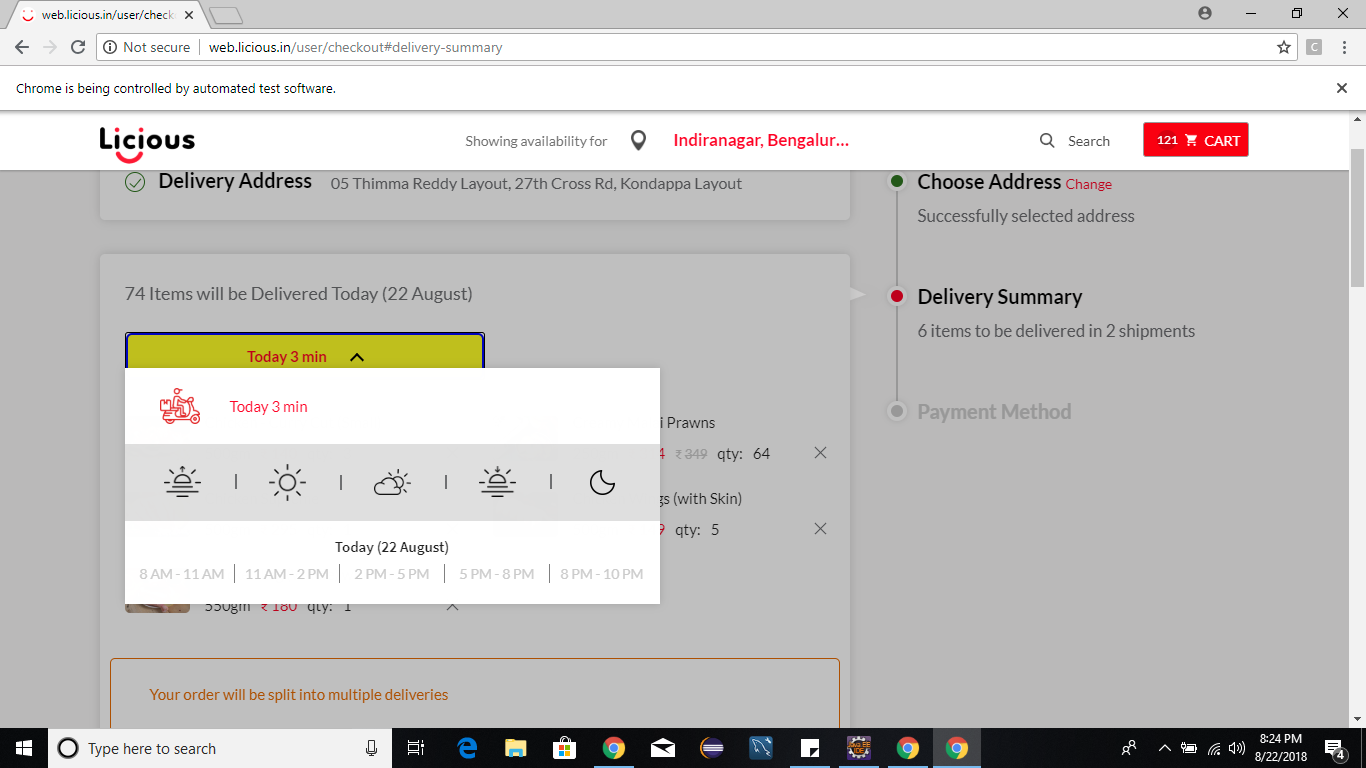 web.licious.in/user/check
Not secure
web.licious.in/user/checkout#delivery-summary
C
Chrome is being controlled by automated test software.
Licious
Showing availability for
Indiranagar, Bengalur...
Search
121 CART
Delivery Address
05 Thimma Reddy Layout, 27th Cross Rd, Kondappa Layout
Choose Address Change
Successfully selected address
74 Items will be Delivered Today (22 August)
Delivery Summary
6 items to be delivered in 2 shipments
Today 3 min
Today 3 min
Payment Method
i Prawns
4 ₹ 349 qty: 64
gs (with Skin)
9 qty: 5
Today (22 August)
8 AM - 11 AM
11 AM - 2 PM
2 PM - 5 PM
5 PM - 8 PM
8 PM - 10 PM
550gm ₹ 180 qty: 1
Your order will be split into multiple deliveries
Type here to search
8:24 PM
8/22/2018
4